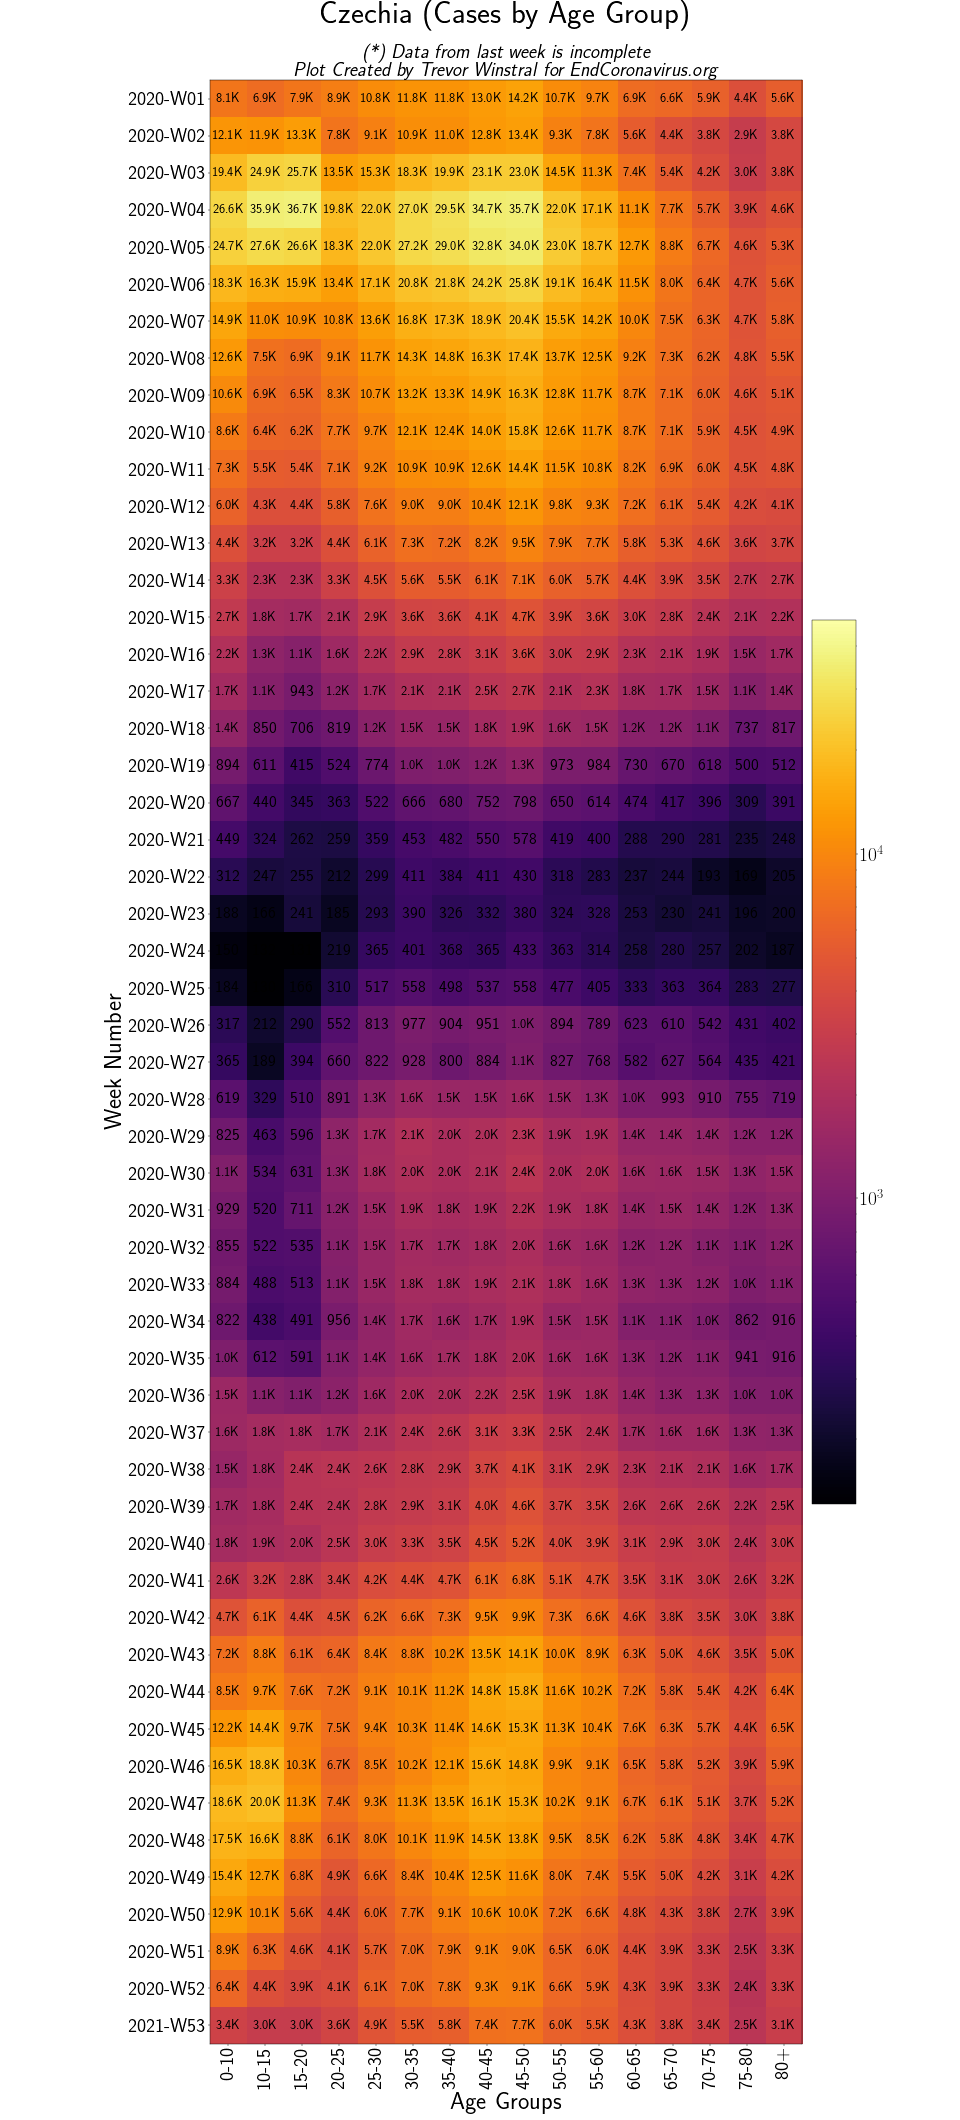 Czechia (Cases by Age Group)
(*) Data from last week is incomplete
Plot Created by Trevor Winstral for EndCoronavirus.org
2020-W01 8.1K 6.9K 7.9K 8.9K 10.8K 11.8K 11.8K 13.0K 14.2K 10.7K 9.7K 6.9K 6.6K 5.9K 4.4K 5.6K
2020-W02 12.1K 11.9K 13.3K 7.8K 9.1K 10.9K 11.0K 12.8K 13.4K 9.3K 7.8K 5.6K 4.4K 3.8K 2.9K 3.8K
2020-W03 19.4K 24.9K 25.7K 13.5K 15.3K 18.3K 19.9K 23.1K 23.0K 14.5K 11.3K 7.4K 5.4K 4.2K 3.0K 3.8K
2020-W04 26.6K 35.9K 36.7K 19.8K 22.0K 27.0K 29.5K 34.7K 35.7K 22.0K 17.1K 11.1K 7.7K 5.7K 3.9K 4.6K
2020-W05 24.7K 27.6K 26.6K 18.3K 22.0K 27.2K 29.0K 32.8K 34.0K 23.0K 18.7K 12.7K 8.8K 6.7K 4.6K 5.3K
2020-W06 18.3K 16.3K 15.9K 13.4K 17.1K 20.8K 21.8K 24.2K 25.8K 19.1K 16.4K 11.5K 8.0K 6.4K 4.7K 5.6K
2020-W07 14.9K 11.0K 10.9K 10.8K 13.6K 16.8K 17.3K 18.9K 20.4K 15.5K 14.2K 10.0K 7.5K 6.3K 4.7K 5.8K
2020-W08 12.6K 7.5K 6.9K 9.1K 11.7K 14.3K 14.8K 16.3K 17.4K 13.7K 12.5K 9.2K 7.3K 6.2K 4.8K 5.5K
2020-W09 10.6K 6.9K 6.5K 8.3K 10.7K 13.2K 13.3K 14.9K 16.3K 12.8K 11.7K 8.7K 7.1K 6.0K 4.6K 5.1K
2020-W10 8.6K 6.4K 6.2K 7.7K 9.7K 12.1K 12.4K 14.0K 15.8K 12.6K 11.7K 8.7K 7.1K 5.9K 4.5K 4.9K
2020-W11 7.3K 5.5K 5.4K 7.1K 9.2K 10.9K 10.9K 12.6K 14.4K 11.5K 10.8K 8.2K 6.9K 6.0K 4.5K 4.8K
2020-W12 6.0K 4.3K 4.4K 5.8K 7.6K 9.0K 9.0K 10.4K 12.1K 9.8K 9.3K 7.2K 6.1K 5.4K 4.2K 4.1K
2020-W13 4.4K 3.2K 3.2K 4.4K 6.1K 7.3K 7.2K 8.2K 9.5K 7.9K 7.7K 5.8K 5.3K 4.6K 3.6K 3.7K
2020-W14 3.3K 2.3K 2.3K 3.3K 4.5K 5.6K 5.5K 6.1K 7.1K 6.0K 5.7K 4.4K 3.9K 3.5K 2.7K 2.7K
2020-W15 2.7K 1.8K 1.7K 2.1K 2.9K 3.6K 3.6K 4.1K 4.7K 3.9K 3.6K 3.0K 2.8K 2.4K 2.1K 2.2K
2020-W16 2.2K 1.3K 1.1K 1.6K 2.2K 2.9K 2.8K 3.1K 3.6K 3.0K 2.9K 2.3K 2.1K 1.9K 1.5K 1.7K
2020-W17 1.7K 1.1K 943 1.2K 1.7K 2.1K 2.1K 2.5K 2.7K 2.1K 2.3K 1.8K 1.7K 1.5K 1.1K 1.4K
2020-W18 1.4K 850 706 819 1.2K 1.5K 1.5K 1.8K 1.9K 1.6K 1.5K 1.2K 1.2K 1.1K 737 817
2020-W19 894 611 415 524 774 1.0K 1.0K 1.2K 1.3K 973 984 730 670 618 500 512
2020-W20 667 440 345 363 522 666 680 752 798 650 614 474 417 396 309 391
2020-W21 449 324 262 259 359 453 482 550 578 419 400 288 290 281 235 248
2020-W22 312 247 255 212 299 411 384 411 430 318 283 237 244 193 169 205
2020-W23 188 241 185 293 390 326 332 380 324 328 253 230 241 196 200
2020-W24 219 365 401 368 365 433 363 314 258 280 257 202 187
2020-W25 184 310 517 558 498 537 558 477 405 333 363 364 283 277
2020-W26 317 212 290 552 813 977 904 951 1.0K 894 789 623 610 542 431 402
2020-W27 365 189 394 660 822 928 800 884 1.1K 827 768 582 627 564 435 421
2020-W28 619 329 510 891 1.3K 1.6K 1.5K 1.5K 1.6K 1.5K 1.3K 1.0K 993 910 755 719
2020-W29 825 463 596 1.3K 1.7K 2.1K 2.0K 2.0K 2.3K 1.9K 1.9K 1.4K 1.4K 1.4K 1.2K 1.2K
2020-W30 1.1K 534 631 1.3K 1.8K 2.0K 2.0K 2.1K 2.4K 2.0K 2.0K 1.6K 1.6K 1.5K 1.3K 1.5K
2020-W31 929 520 711 1.2K 1.5K 1.9K 1.8K 1.9K 2.2K 1.9K 1.8K 1.4K 1.5K 1.4K 1.2K 1.3K
2020-W32 855 522 535 1.1K 1.5K 1.7K 1.7K 1.8K 2.0K 1.6K 1.6K 1.2K 1.2K 1.1K 1.1K 1.2K
2020-W33 884 488 513 1.1K 1.5K 1.8K 1.8K 1.9K 2.1K 1.8K 1.6K 1.3K 1.3K 1.2K 1.0K 1.1K
2020-W34 822 438 491 956 1.4K 1.7K 1.6K 1.7K 1.9K 1.5K 1.5K 1.1K 1.1K 1.0K 862 916
2020-W35 1.0K 612 591 1.1K 1.4K 1.6K 1.7K 1.8K 2.0K 1.6K 1.6K 1.3K 1.2K 1.1K 941 916
2020-W36 1.5K 1.1K 1.1K 1.2K 1.6K 2.0K 2.0K 2.2K 2.5K 1.9K 1.8K 1.4K 1.3K 1.3K 1.0K 1.0K
2020-W37 1.6K 1.8K 1.8K 1.7K 2.1K 2.4K 2.6K 3.1K 3.3K 2.5K 2.4K 1.7K 1.6K 1.6K 1.3K 1.3K
2020-W38 1.5K 1.8K 2.4K 2.4K 2.6K 2.8K 2.9K 3.7K 4.1K 3.1K 2.9K 2.3K 2.1K 2.1K 1.6K 1.7K
2020-W39 1.7K 1.8K 2.4K 2.4K 2.8K 2.9K 3.1K 4.0K 4.6K 3.7K 3.5K 2.6K 2.6K 2.6K 2.2K 2.5K
2020-W40 1.8K 1.9K 2.0K 2.5K 3.0K 3.3K 3.5K 4.5K 5.2K 4.0K 3.9K 3.1K 2.9K 3.0K 2.4K 3.0K
2020-W41 2.6K 3.2K 2.8K 3.4K 4.2K 4.4K 4.7K 6.1K 6.8K 5.1K 4.7K 3.5K 3.1K 3.0K 2.6K 3.2K
2020-W42 4.7K 6.1K 4.4K 4.5K 6.2K 6.6K 7.3K 9.5K 9.9K 7.3K 6.6K 4.6K 3.8K 3.5K 3.0K 3.8K
2020-W43 7.2K 8.8K 6.1K 6.4K 8.4K 8.8K 10.2K 13.5K 14.1K 10.0K 8.9K 6.3K 5.0K 4.6K 3.5K 5.0K
2020-W44 8.5K 9.7K 7.6K 7.2K 9.1K 10.1K 11.2K 14.8K 15.8K 11.6K 10.2K 7.2K 5.8K 5.4K 4.2K 6.4K
2020-W45 12.2K 14.4K 9.7K 7.5K 9.4K 10.3K 11.4K 14.6K 15.3K 11.3K 10.4K 7.6K 6.3K 5.7K 4.4K 6.5K
2020-W46 16.5K 18.8K 10.3K 6.7K 8.5K 10.2K 12.1K 15.6K 14.8K 9.9K 9.1K 6.5K 5.8K 5.2K 3.9K 5.9K
2020-W47 18.6K 20.0K 11.3K 7.4K 9.3K 11.3K 13.5K 16.1K 15.3K 10.2K 9.1K 6.7K 6.1K 5.1K 3.7K 5.2K
2020-W48 17.5K 16.6K 8.8K 6.1K 8.0K 10.1K 11.9K 14.5K 13.8K 9.5K 8.5K 6.2K 5.8K 4.8K 3.4K 4.7K
2020-W49 15.4K 12.7K 6.8K 4.9K 6.6K 8.4K 10.4K 12.5K 11.6K 8.0K 7.4K 5.5K 5.0K 4.2K 3.1K 4.2K
2020-W50 12.9K 10.1K 5.6K 4.4K 6.0K 7.7K 9.1K 10.6K 10.0K 7.2K 6.6K 4.8K 4.3K 3.8K 2.7K 3.9K
2020-W51 8.9K 6.3K 4.6K 4.1K 5.7K 7.0K 7.9K 9.1K 9.0K 6.5K 6.0K 4.4K 3.9K 3.3K 2.5K 3.3K
2020-W52 6.4K 4.4K 3.9K 4.1K 6.1K 7.0K 7.8K 9.3K 9.1K 6.6K 5.9K 4.3K 3.9K 3.3K 2.4K 3.3K
2021-W53 3.4K 3.0K 3.0K 3.6K 4.9K 5.5K 5.8K 7.4K 7.7K 6.0K 5.5K 4.3K 3.8K 3.4K 2.5K 3.1K
0-10 10-15 15-20 20-25 25-30 30-35 35-40 40-45 45-50 50-55 55-60 60-65 65-70 70-75 75-80 80+
Age Groups
Week Number
10⁴
10³